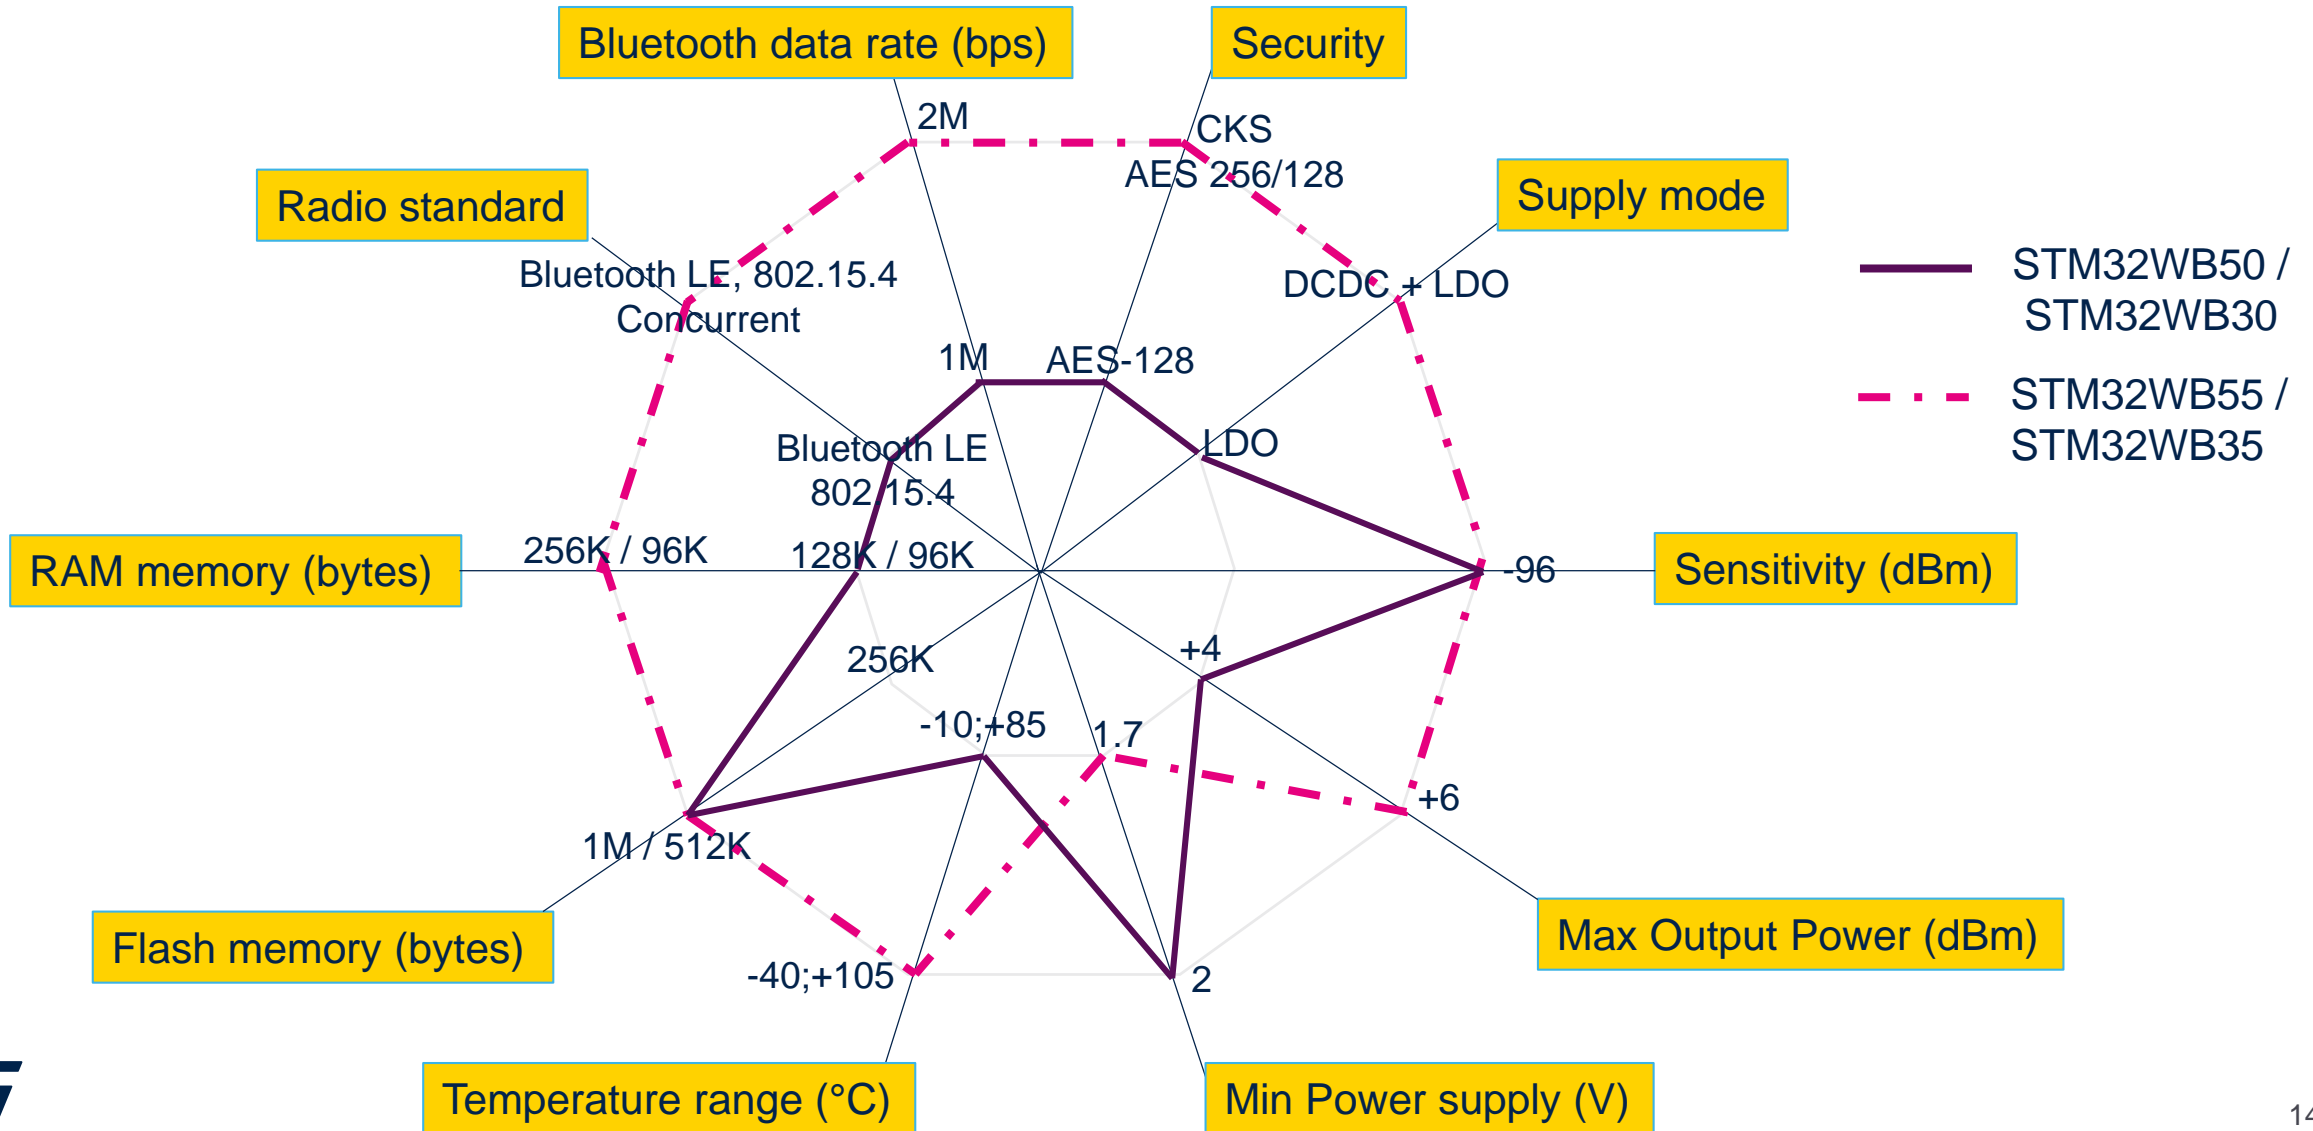 Bluetooth data rate (bps)
Security
2M
CKS
AES 256/128
Radio standard
Supply mode
Bluetooth LE, 802.15.4
Concurrent
DCDC + LDO
STM32WB50 /
STM32WB30
1M
AES-128
STM32WB55 /
STM32WB35
Bluetooth LE
802.15.4
LDO
RAM memory (bytes)
256K / 96K
128K / 96K
-96
Sensitivity (dBm)
256K
+4
-10;+85
1.7
+6
1M / 512K
Flash memory (bytes)
Max Output Power (dBm)
-40;+105
2
Temperature range (°C)
Min Power supply (V)
14